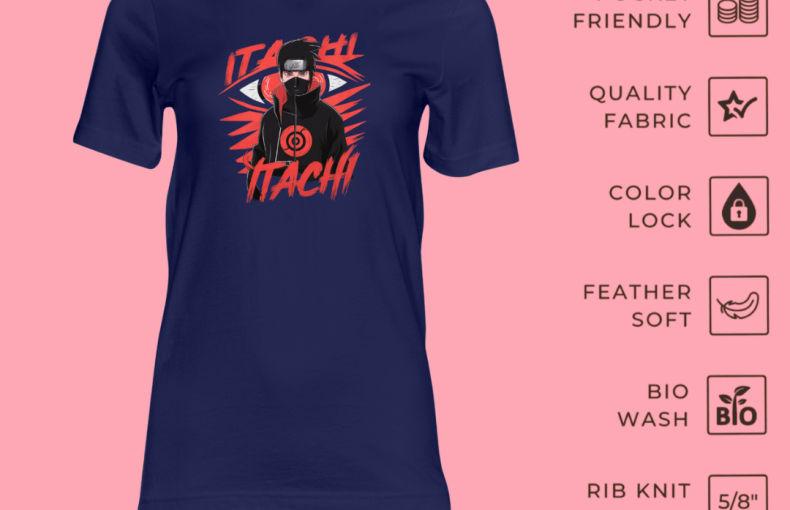 ITACHI
ITACHI
FRIENDLY
QUALITY
FABRIC
COLOR
LOCK
FEATHER
SOFT
BIO
WASH
BIO
RIB KNIT
5/8"